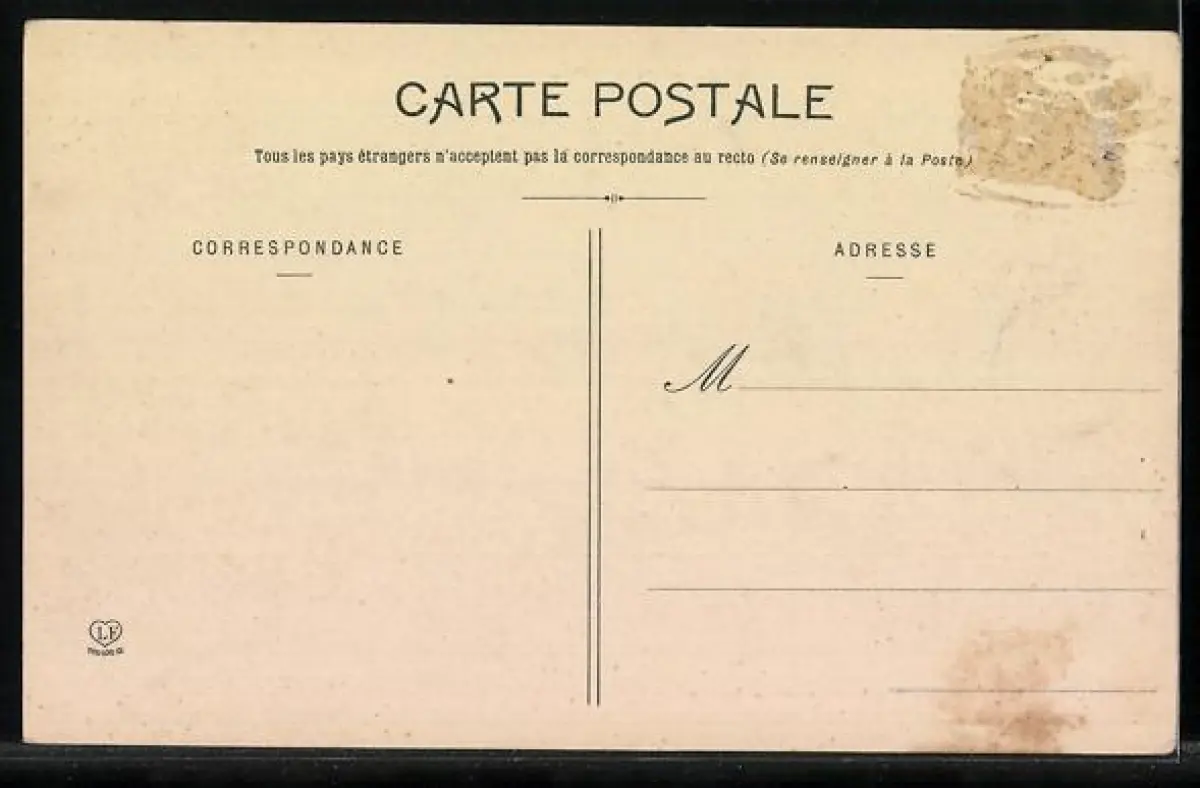 CARTE POSTALE
Tous les pays étrangers n'acceptent pas la correspondance au recto (Se renseigner à la Poste)
CORRESPONDANCE
ADRESSE
M
LF